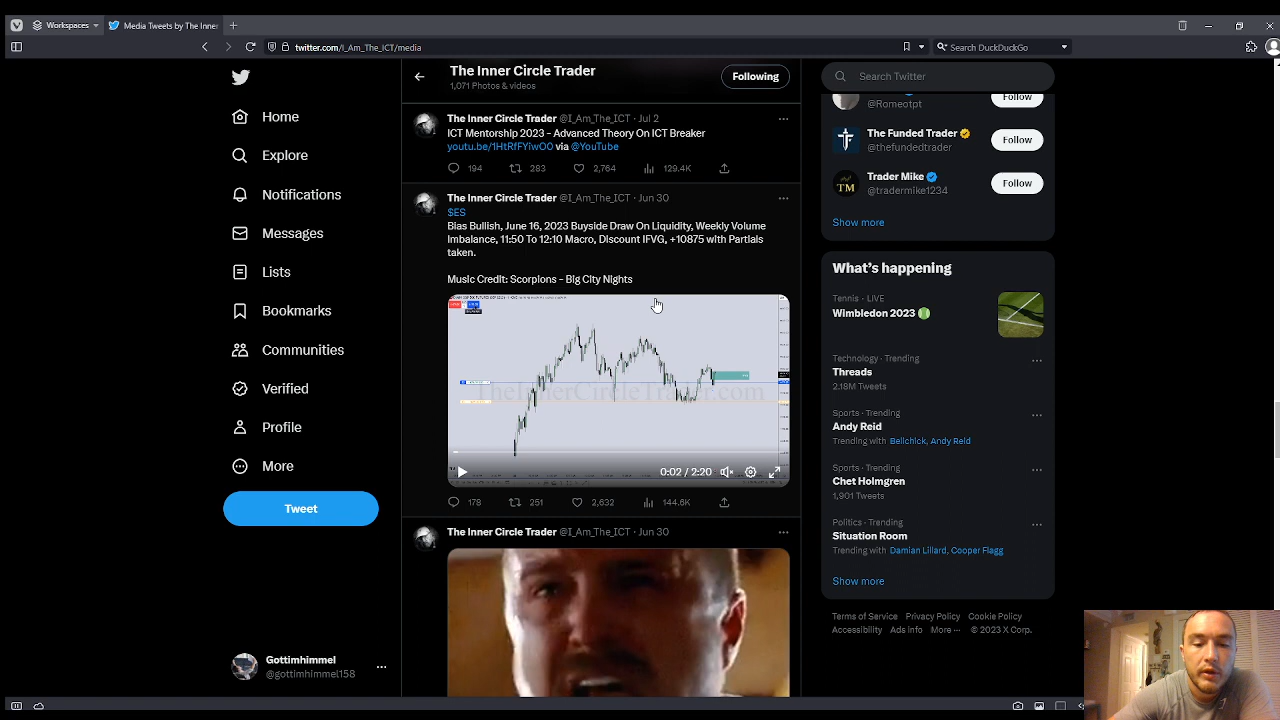 Workspaces
Media Tweets by The Inner
twitter.com/I_Am_The_ICT/media
Search DuckDuckGo
Home
Explore
Notifications
Messages
Lists
Bookmarks
Communities
Verified
Profile
More
Tweet
Gottimhimmel
@gottimhimmel158
The Inner Circle Trader
1,071 Photos & videos
Following
The Inner Circle Trader @I_Am_The_ICT · Jul 2
ICT Mentorship 2023 - Advanced Theory On ICT Breaker
youtu.be/1HtRfFYiwO0 via @YouTube
194 283 2,764 129.4K
The Inner Circle Trader @I_Am_The_ICT · Jun 30
$ES
Bias Bullish, June 16, 2023 Buyside Draw On Liquidity, Weekly Volume
Imbalance, 11:50 To 12:10 Macro, Discount IFVG, +10875 with Partials
taken.
Music Credit: Scorpions - Big City Nights
TheInnerCircleTrader.com
0:02 / 2:20
178 251 2,632 144.6K
The Inner Circle Trader @I_Am_The_ICT · Jun 30
Search Twitter
@Romeotpt
Follow
The Funded Trader
@thefundedtrader
Follow
Trader Mike
@tradermike1234
Follow
TM
Show more
What's happening
Tennis · LIVE
Wimbledon 2023
Technology · Trending
Threads
2.18M Tweets
Sports · Trending
Andy Reid
Trending with Belichick, Andy Reid
Sports · Trending
Chet Holmgren
1,901 Tweets
Politics · Trending
Situation Room
Trending with Damian Lillard, Cooper Flagg
Show more
Terms of Service Privacy Policy Cookie Policy
Accessibility Ads info More ··· © 2023 X Corp.